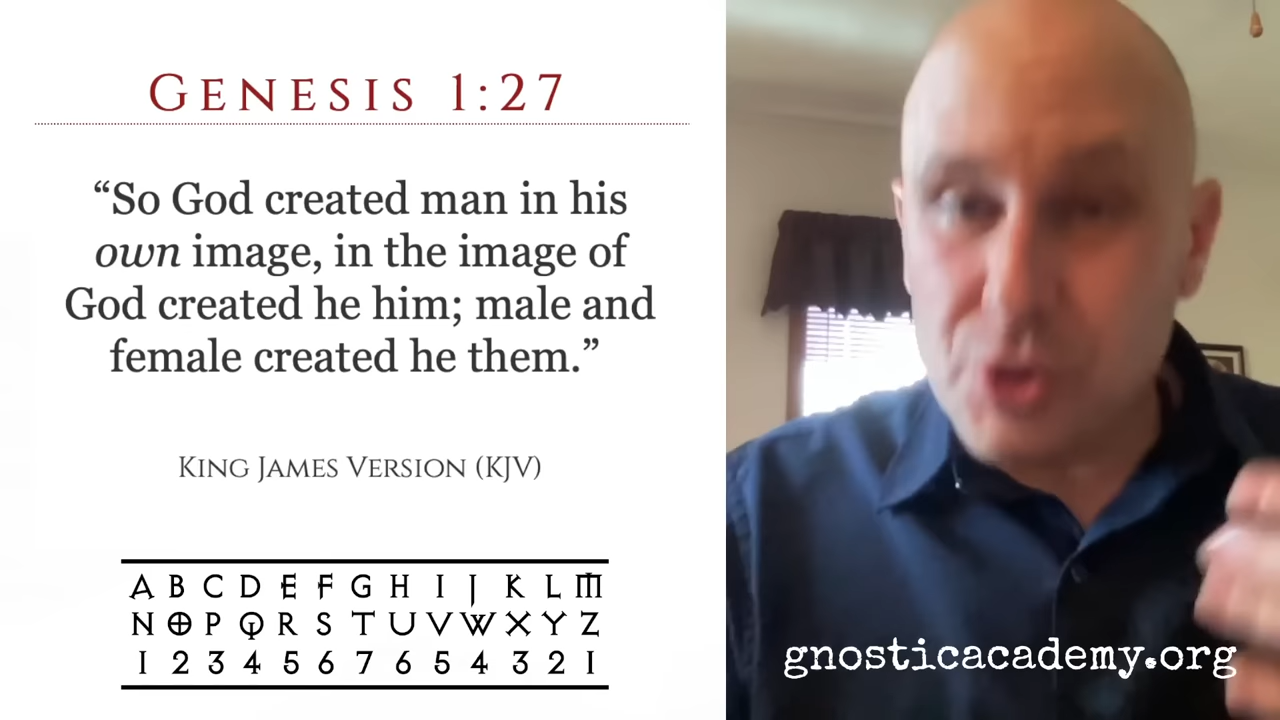 GENESIS 1:27
“So God created man in his
own image, in the image of
God created he him; male and
female created he them.”
KING JAMES VERSION (KJV)
A B C D E F G H I J K L M
N O P Q R S T U V W X Y Z
1 2 3 4 5 6 7 6 5 4 3 2 1
gnosticacademy.org